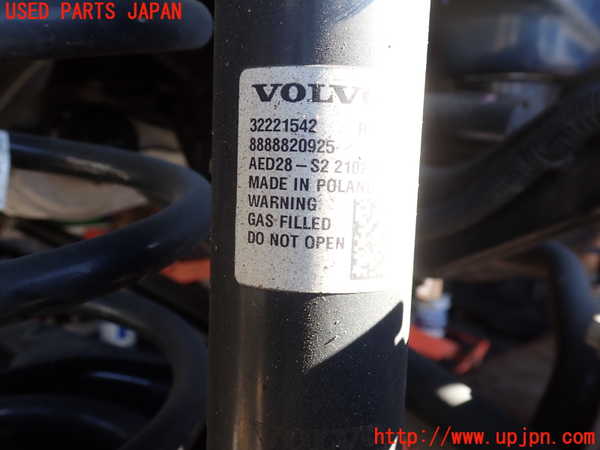 USED PARTS JAPAN
VOLVO
32221542
8888820925-
AED28-S2
MADE IN POLAND
WARNING
GAS FILLED
DO NOT OPEN
http://www.upjpn.com/